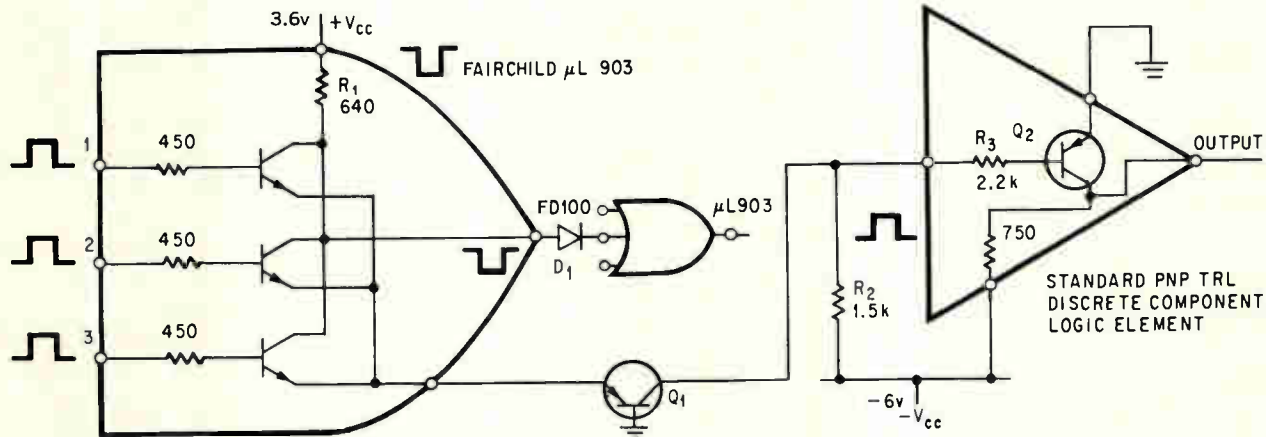 3.6v +Vcc
FAIRCHILD µL 903
R1
640
1
450
2
450
3
450
FD100
D1
µL903
Q1
R2
1.5k
-6v
-Vcc
R3
2.2k
Q2
750
OUTPUT
STANDARD PNP TRL
DISCRETE COMPONENT
LOGIC ELEMENT